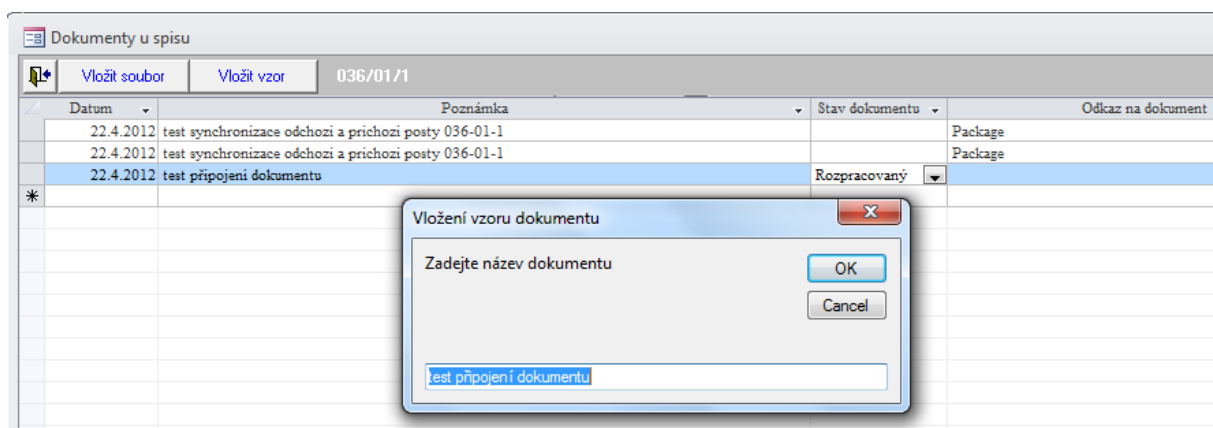 Dokumenty u spisu
Vložit soubor Vložit vzor 036/01/1
Datum Poznámka Stav dokumentu Odkaz na dokument
22.4.2012 test synchronizace odchozi a prichozi posty 036-01-1 Package
22.4.2012 test synchronizace odchozi a prichozi posty 036-01-1 Package
22.4.2012 test připojení dokumentu Rozpracovaný
Vložení vzoru dokumentu
Zadejte název dokumentu
OK
Cancel
test připojení dokumentu